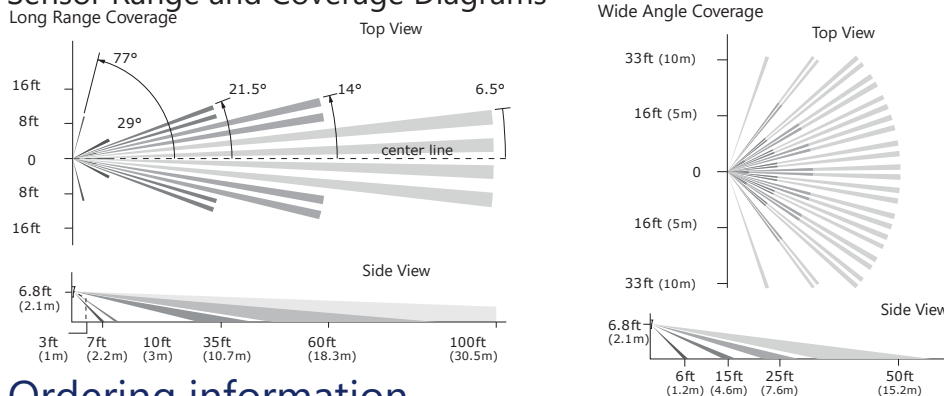 Sensor Range and Coverage Diagrams
Long Range Coverage
Top View
77°
16ft
21.5°
14°
6.5°
8ft
29°
0
center line
8ft
16ft
Side View
6.8ft
(2.1m)
3ft 7ft 10ft 35ft 60ft 100ft
(1m) (2.2m) (3m) (10.7m) (18.3m) (30.5m)
Wide Angle Coverage
Top View
33ft (10m)
16ft (5m)
0
16ft (5m)
33ft (10m)
Side View
6.8ft
(2.1m)
6ft 15ft 25ft 50ft
(1.2m) (4.6m) (7.6m) (15.2m)
Ordering information